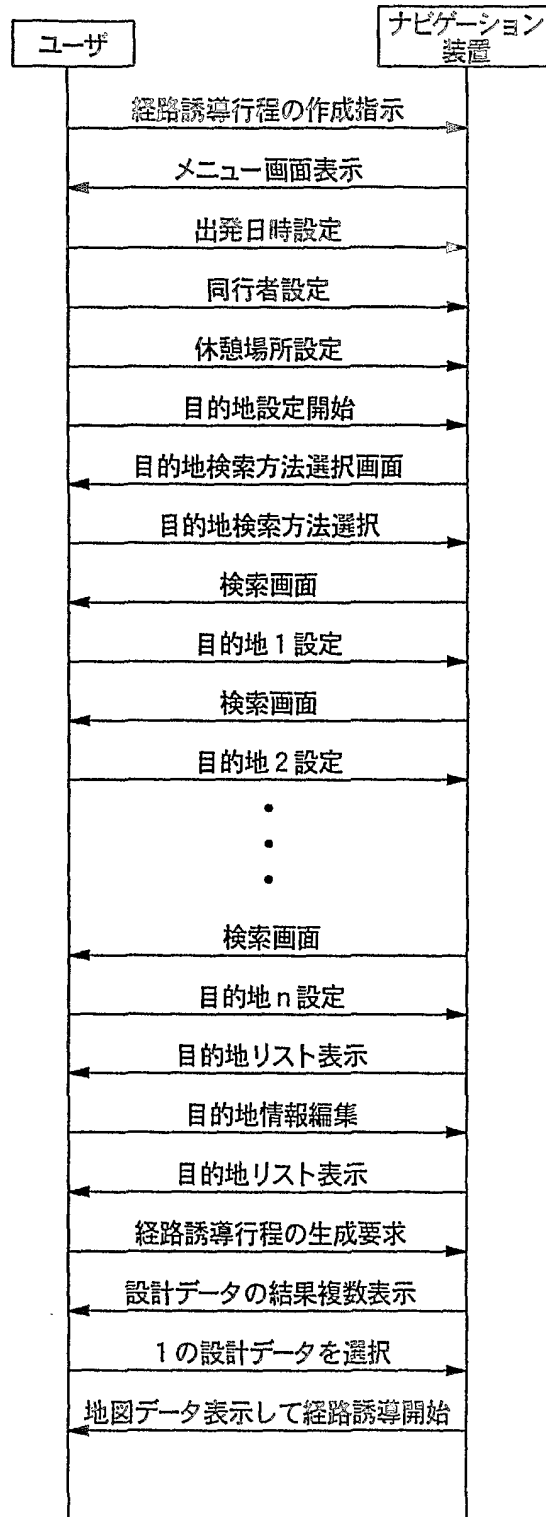 ユーザ
ナビゲーション
装置
経路誘導行程の作成指示
メニュー画面表示
出発日時設定
同行者設定
休憩場所設定
目的地設定開始
目的地検索方法選択画面
目的地検索方法選択
検索画面
目的地1設定
検索画面
目的地2設定
検索画面
目的地n設定
目的地リスト表示
目的地情報編集
目的地リスト表示
経路誘導行程の生成要求
設計データの結果複数表示
1の設計データを選択
地図データ表示して経路誘導開始